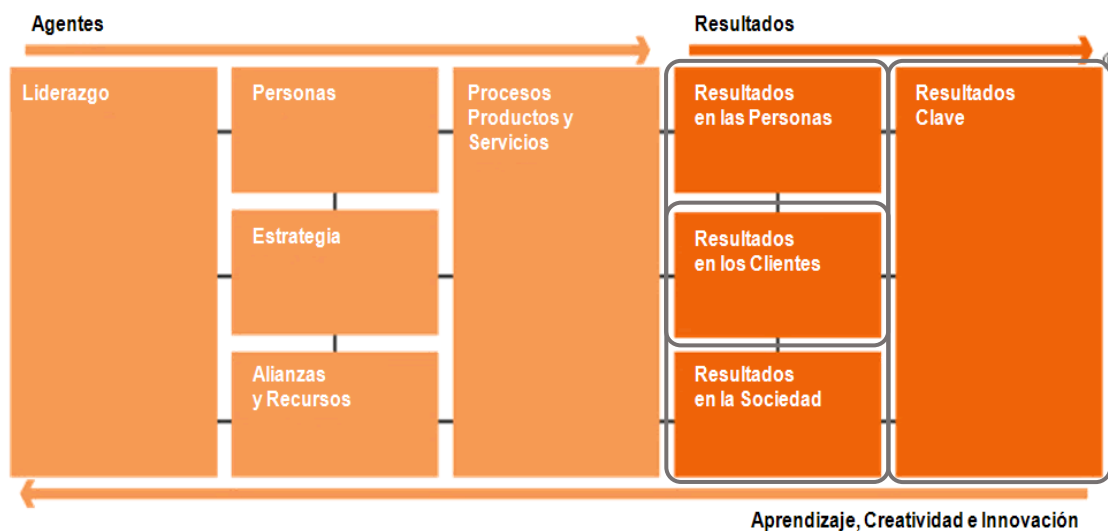 Agentes
Resultados
Liderazgo
Personas
Procesos
Productos y
Servicios
Resultados
en las Personas
Resultados
Clave
Estrategia
Resultados
en los Clientes
Alianzas
y Recursos
Resultados
en la Sociedad
Aprendizaje, Creatividad e Innovación